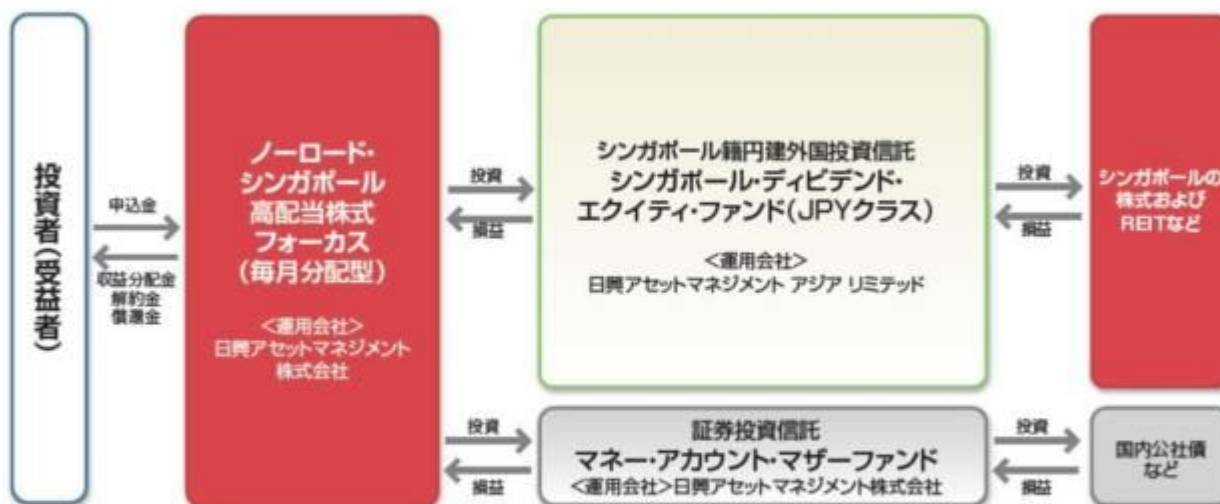 投資者(受益者)
申込金
収益分配金
解約金
償還金
ノーロード・
シンガポール
高配当株式
フォーカス
(毎月分配型)
<運用会社>
日興アセットマネジメント
株式会社
投資
損益
シンガポール籍円建外国投資信託
シンガポール・ディビデンド・
エクイティ・ファンド(JPYクラス)
<運用会社>
日興アセットマネジメント アジア リミテッド
投資
損益
シンガポールの
株式および
REITなど
投資
損益
証券投資信託
マネー・アカウント・マザーファンド
<運用会社>日興アセットマネジメント株式会社
投資
損益
国内公社債
など